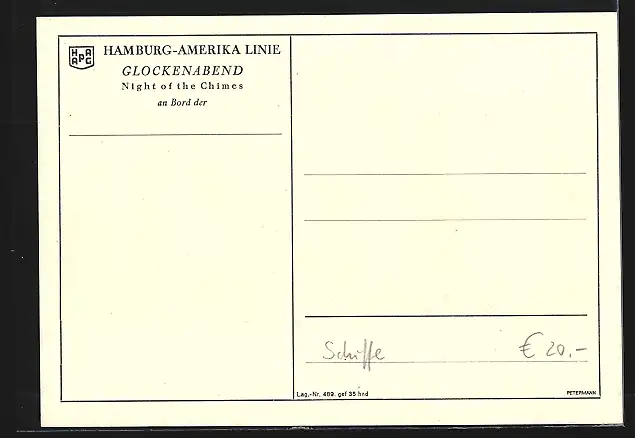 HAPAG
HAMBURG-AMERIKA LINIE
GLOCKENABEND
Night of the Chimes
an Bord der
Schiffe € 20.-
Lag.-Nr. 489. gef 35 hnd PETERMANN